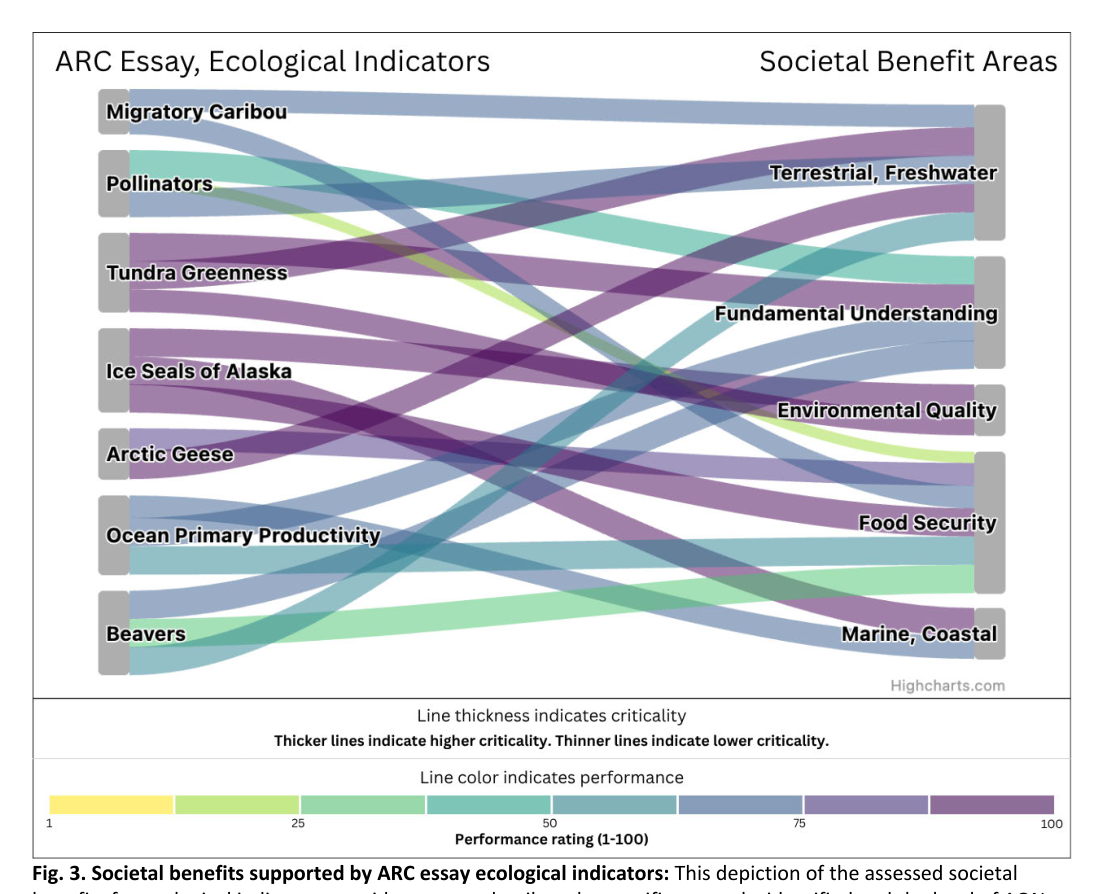 ARC Essay, Ecological Indicators
Societal Benefit Areas
Migratory Caribou
Pollinators
Tundra Greenness
Ice Seals of Alaska
Arctic Geese
Ocean Primary Productivity
Beavers
Terrestrial, Freshwater
Fundamental Understanding
Environmental Quality
Food Security
Marine, Coastal
Highcharts.com
Line thickness indicates criticality
Thicker lines indicate higher criticality. Thinner lines indicate lower criticality.
Line color indicates performance
1 25 50 75 100
Performance rating (1-100)
Fig. 3. Societal benefits supported by ARC essay ecological indicators: This depiction of the assessed societal